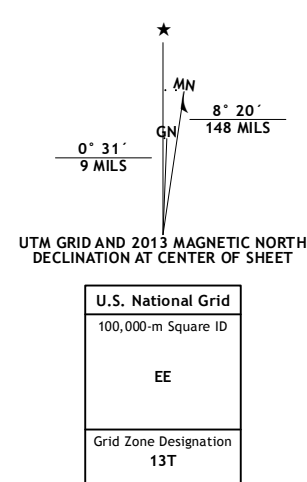 ★
MN
GN
8° 20´
148 MILS
0° 31´
9 MILS
UTM GRID AND 2013 MAGNETIC NORTH
DECLINATION AT CENTER OF SHEET
U.S. National Grid
100,000-m Square ID
EE
Grid Zone Designation
13T